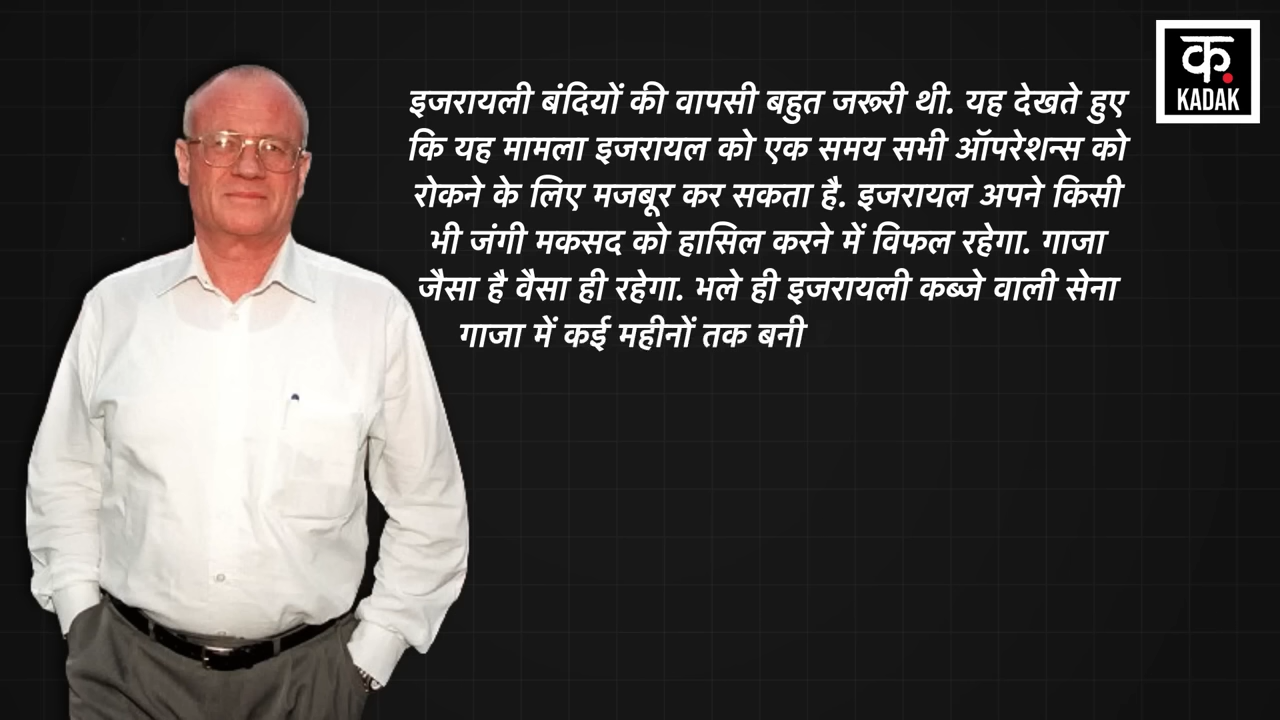 क.
KADAK
इजरायली बंदियों की वापसी बहुत जरूरी थी. यह देखते हुए
कि यह मामला इजरायल को एक समय सभी ऑपरेशन्स को
रोकने के लिए मजबूर कर सकता है. इजरायल अपने किसी
भी जंगी मकसद को हासिल करने में विफल रहेगा. गाजा
जैसा है वैसा ही रहेगा. भले ही इजरायली कब्जे वाली सेना
गाजा में कई महीनों तक बनी